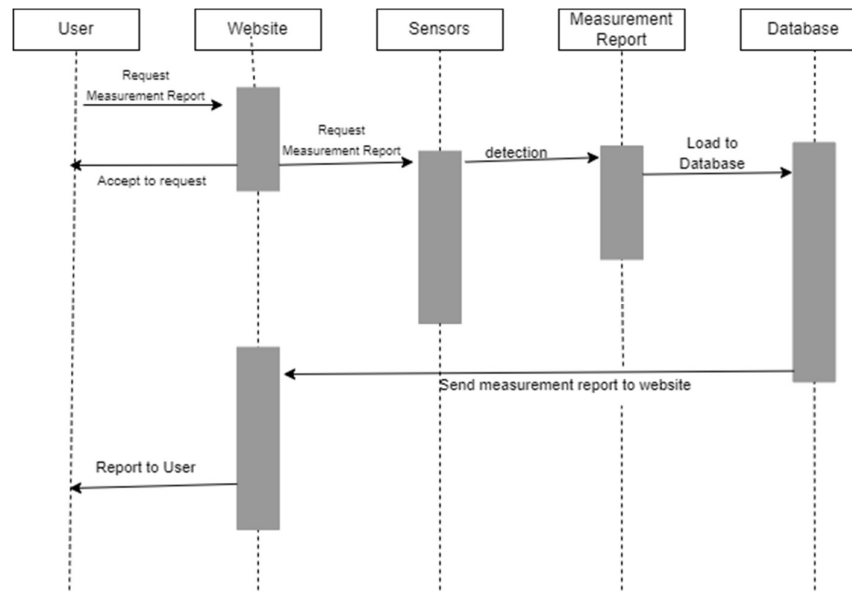 User
Website
Sensors
Measurement
Report
Database
Request
Measurement Report
Request
Measurement Report
detection
Load to
Database
Accept to request
Send measurement report to website
Report to User